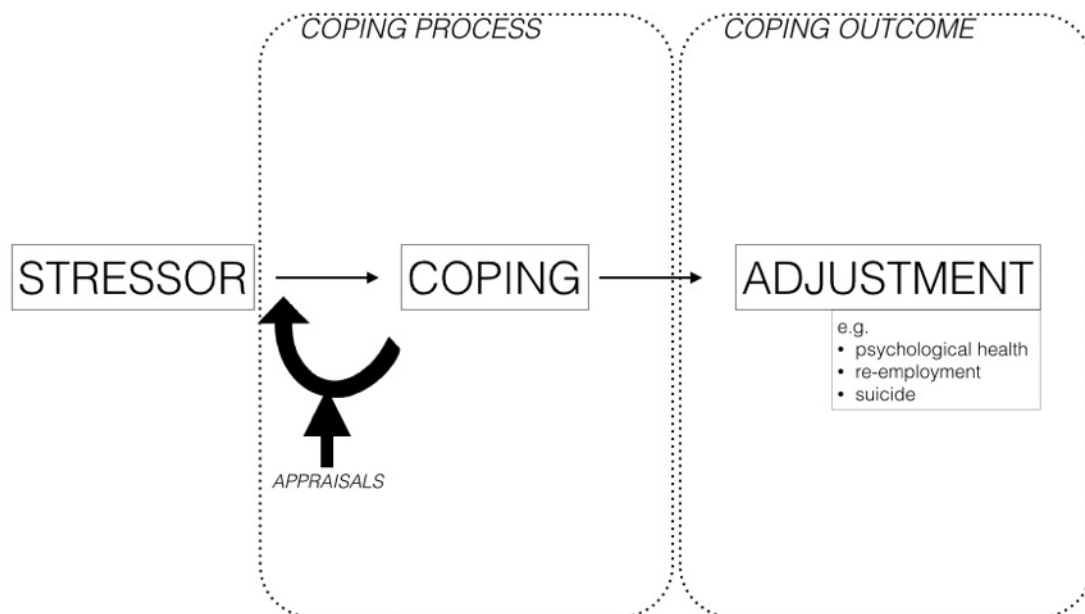 COPING PROCESS
COPING OUTCOME
STRESSOR
COPING
ADJUSTMENT
e.g.
• psychological health
• re-employment
• suicide
APPRAISALS